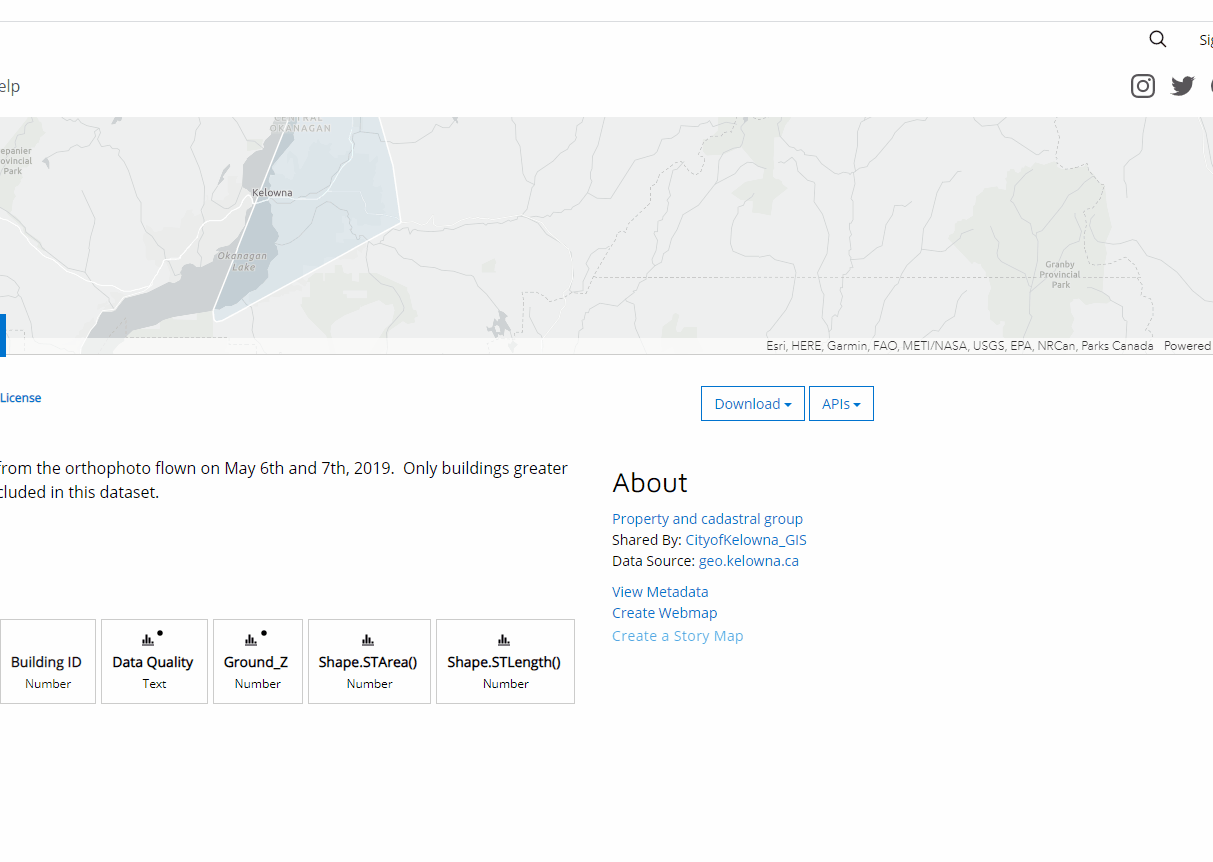 Sig
elp
CENTRAL
OKANAGAN
epanier
ovincial
Park
Kelowna
Okanagan
Lake
Granby
Provincial
Park
Esri, HERE, Garmin, FAO, METI/NASA, USGS, EPA, NRCan, Parks Canada Powered
License
Download
APIs
from the orthophoto flown on May 6th and 7th, 2019. Only buildings greater
cluded in this dataset.
About
Property and cadastral group
Shared By: CityofKelowna_GIS
Data Source: geo.kelowna.ca
View Metadata
Create Webmap
Create a Story Map
Building ID
Number
Data Quality
Text
Ground_Z
Number
Shape.STArea()
Number
Shape.STLength()
Number